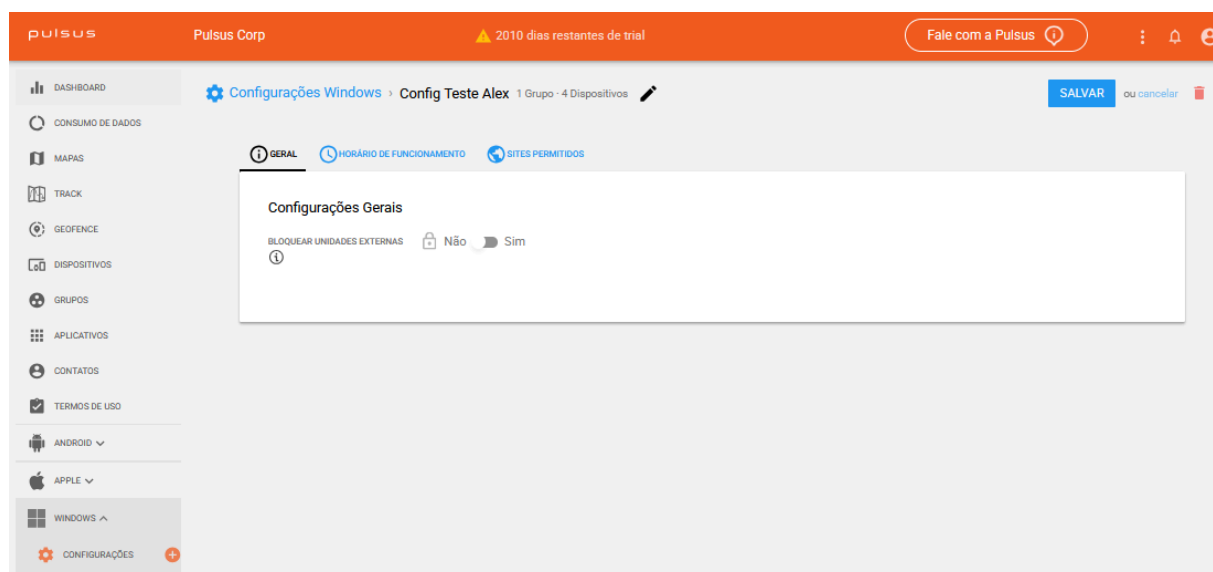 pulsus
Pulsus Corp
2010 dias restantes de trial
Fale com a Pulsus
DASHBOARD
CONSUMO DE DADOS
MAPAS
TRACK
GEOFENCE
DISPOSITIVOS
GRUPOS
APLICATIVOS
CONTATOS
TERMOS DE USO
ANDROID
APPLE
WINDOWS
CONFIGURAÇÕES
Configurações Windows › Config Teste Alex 1 Grupo - 4 Dispositivos
SALVAR ou cancelar
GERAL HORÁRIO DE FUNCIONAMENTO SITES PERMITIDOS
Configurações Gerais
BLOQUEAR UNIDADES EXTERNAS Não Sim